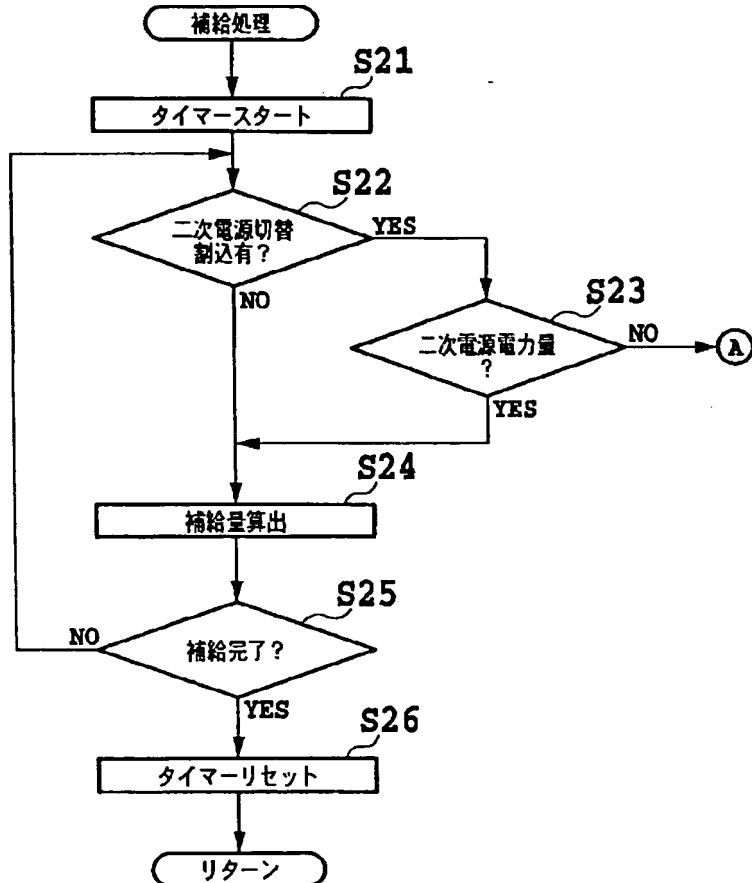 補給処理
S21
タイマースタート
S22
二次電源切替
割込有?
YES
NO
S23
二次電源電力量
?
NO
A
YES
S24
補給量算出
S25
補給完了?
NO
YES
S26
タイマーリセット
リターン